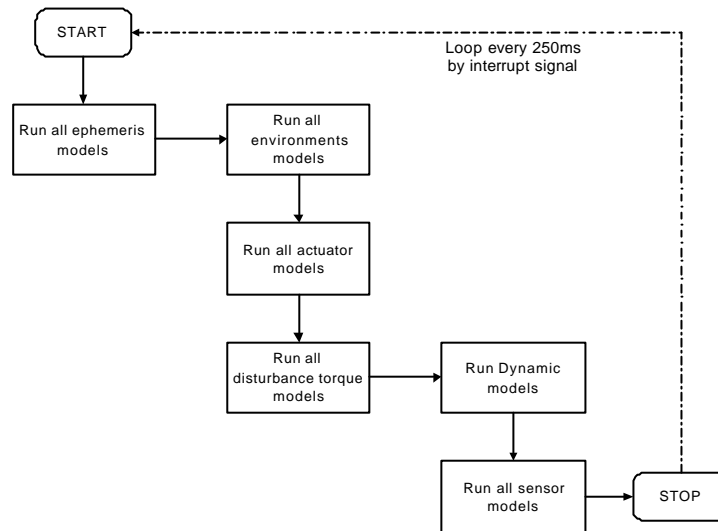 START
Loop every 250ms
by interrupt signal
Run all ephemeris
models
Run all
environments
models
Run all actuator
models
Run all
disturbance torque
models
Run Dynamic
models
Run all sensor
models
STOP